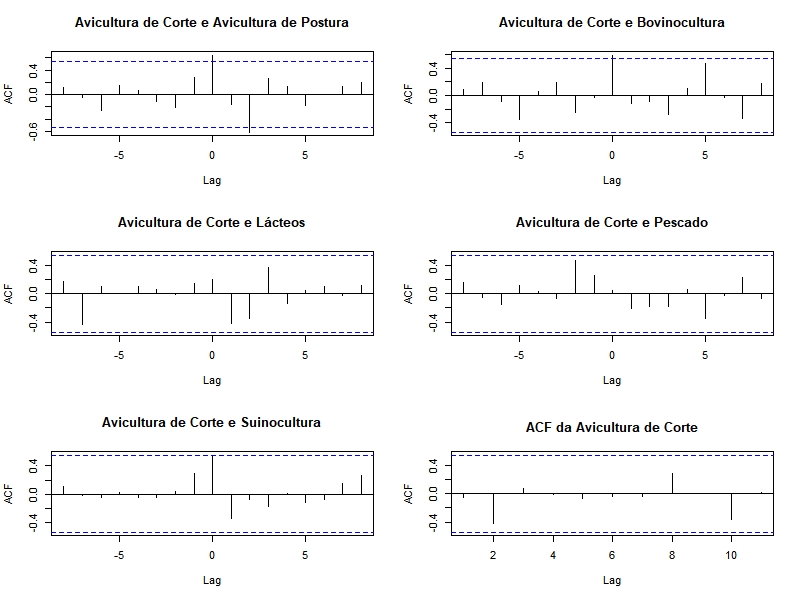 Avicultura de Corte e Avicultura de Postura
ACF
-0.6 0.0 0.4
-5 0 5
Lag
Avicultura de Corte e Bovinocultura
ACF
-0.4 0.0 0.4
-5 0 5
Lag
Avicultura de Corte e Lácteos
ACF
-0.4 0.0 0.4
-5 0 5
Lag
Avicultura de Corte e Pescado
ACF
-0.4 0.0 0.4
-5 0 5
Lag
Avicultura de Corte e Suinocultura
ACF
-0.4 0.0 0.4
-5 0 5
Lag
ACF da Avicultura de Corte
ACF
-0.4 0.0 0.4
2 4 6 8 10
Lag